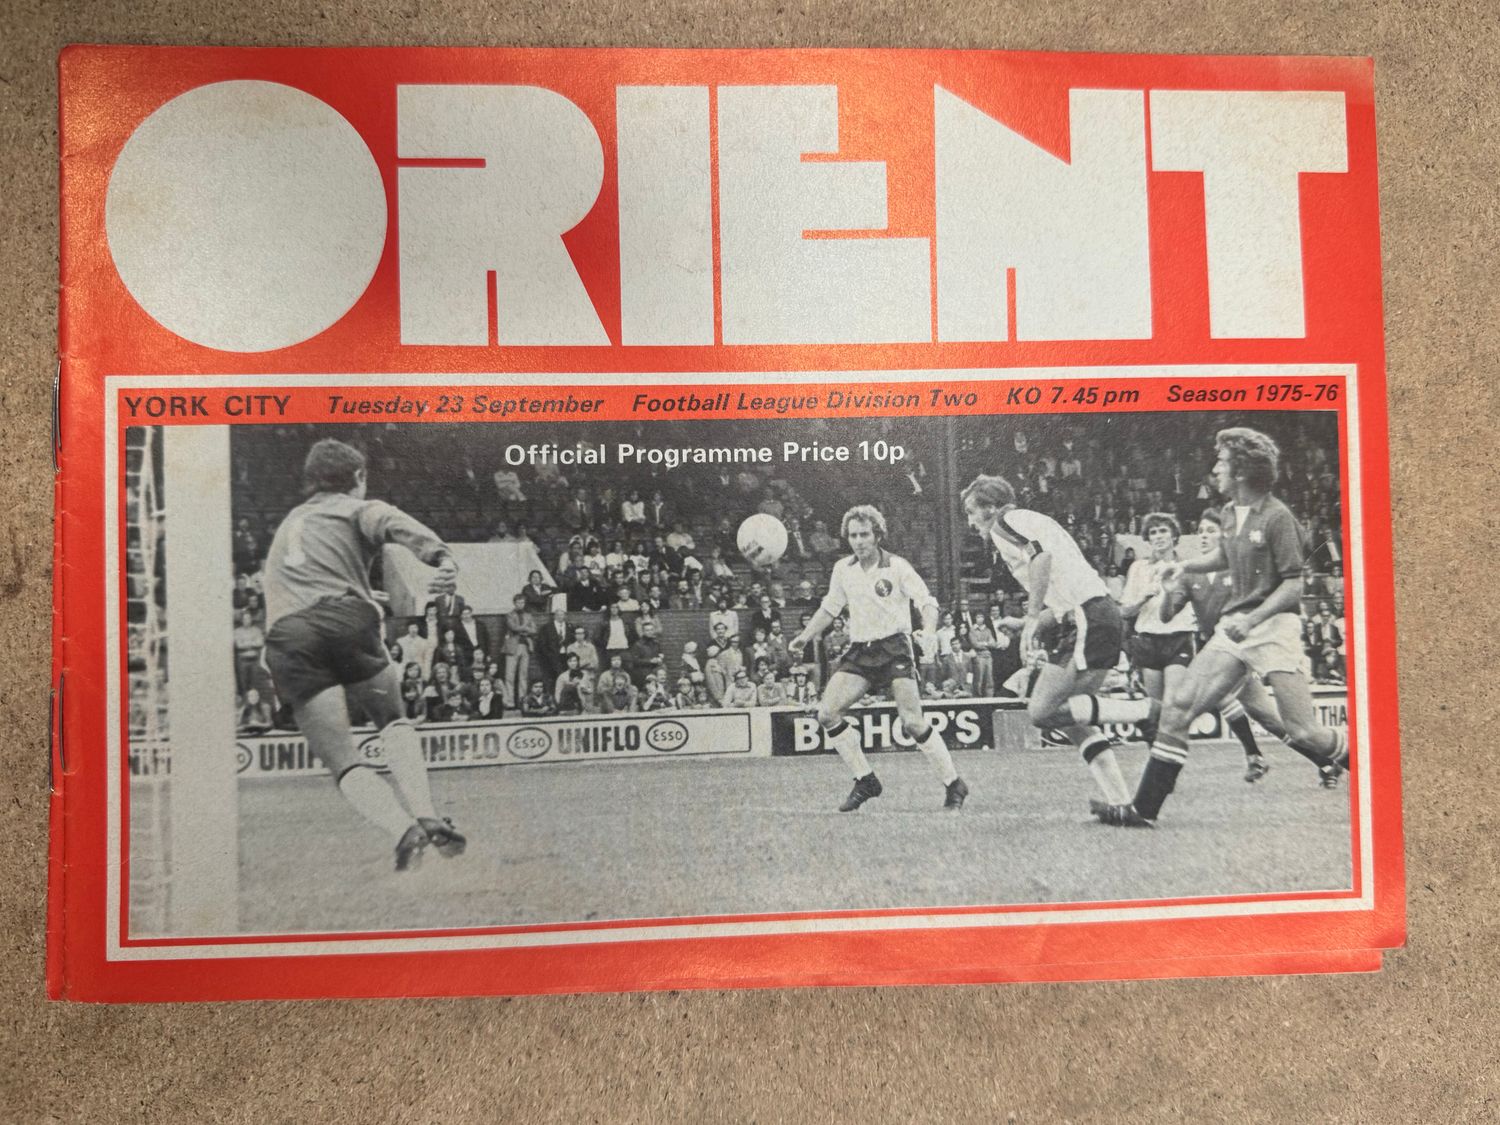 ORIENT
YORK CITY Tuesday 23 September Football League Division Two KO 7.45 pm Season 1975-76
Official Programme Price 10p
1
UNIFLO Esso UNIFLO Esso BISHOP'S